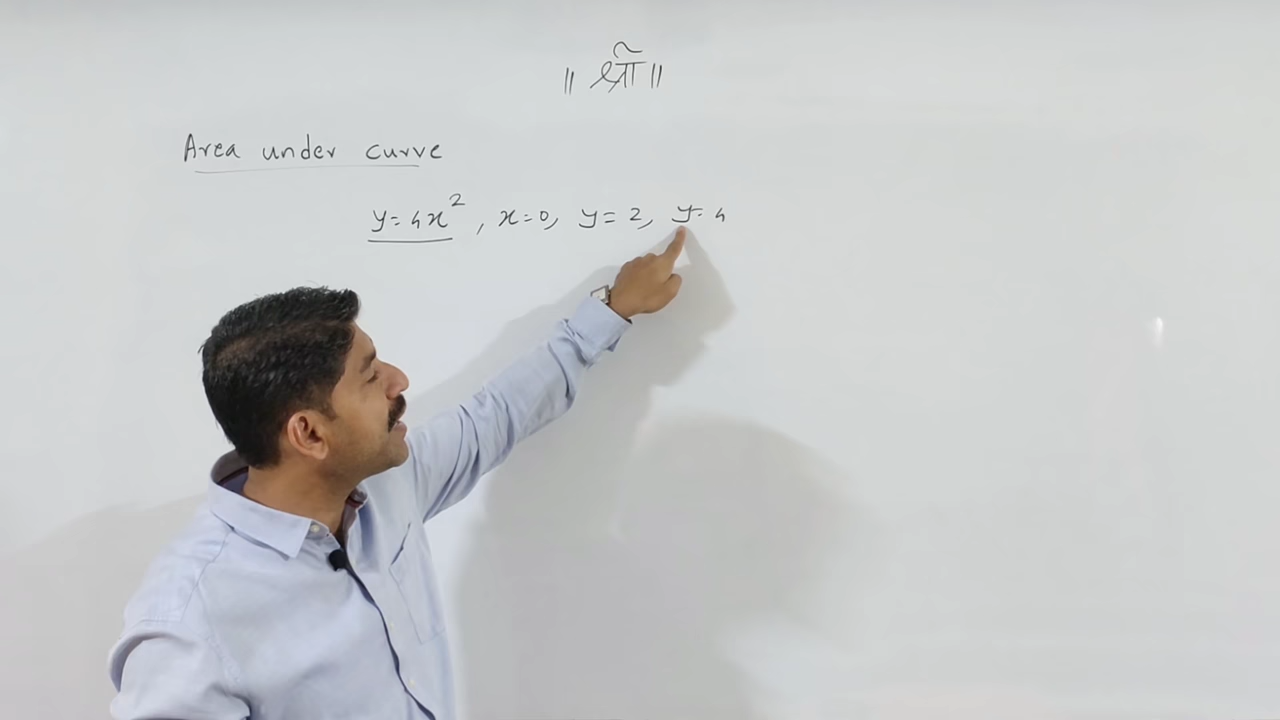 ॥ श्री ॥
Area under curve
y=4x², x=0, y=2, y=4